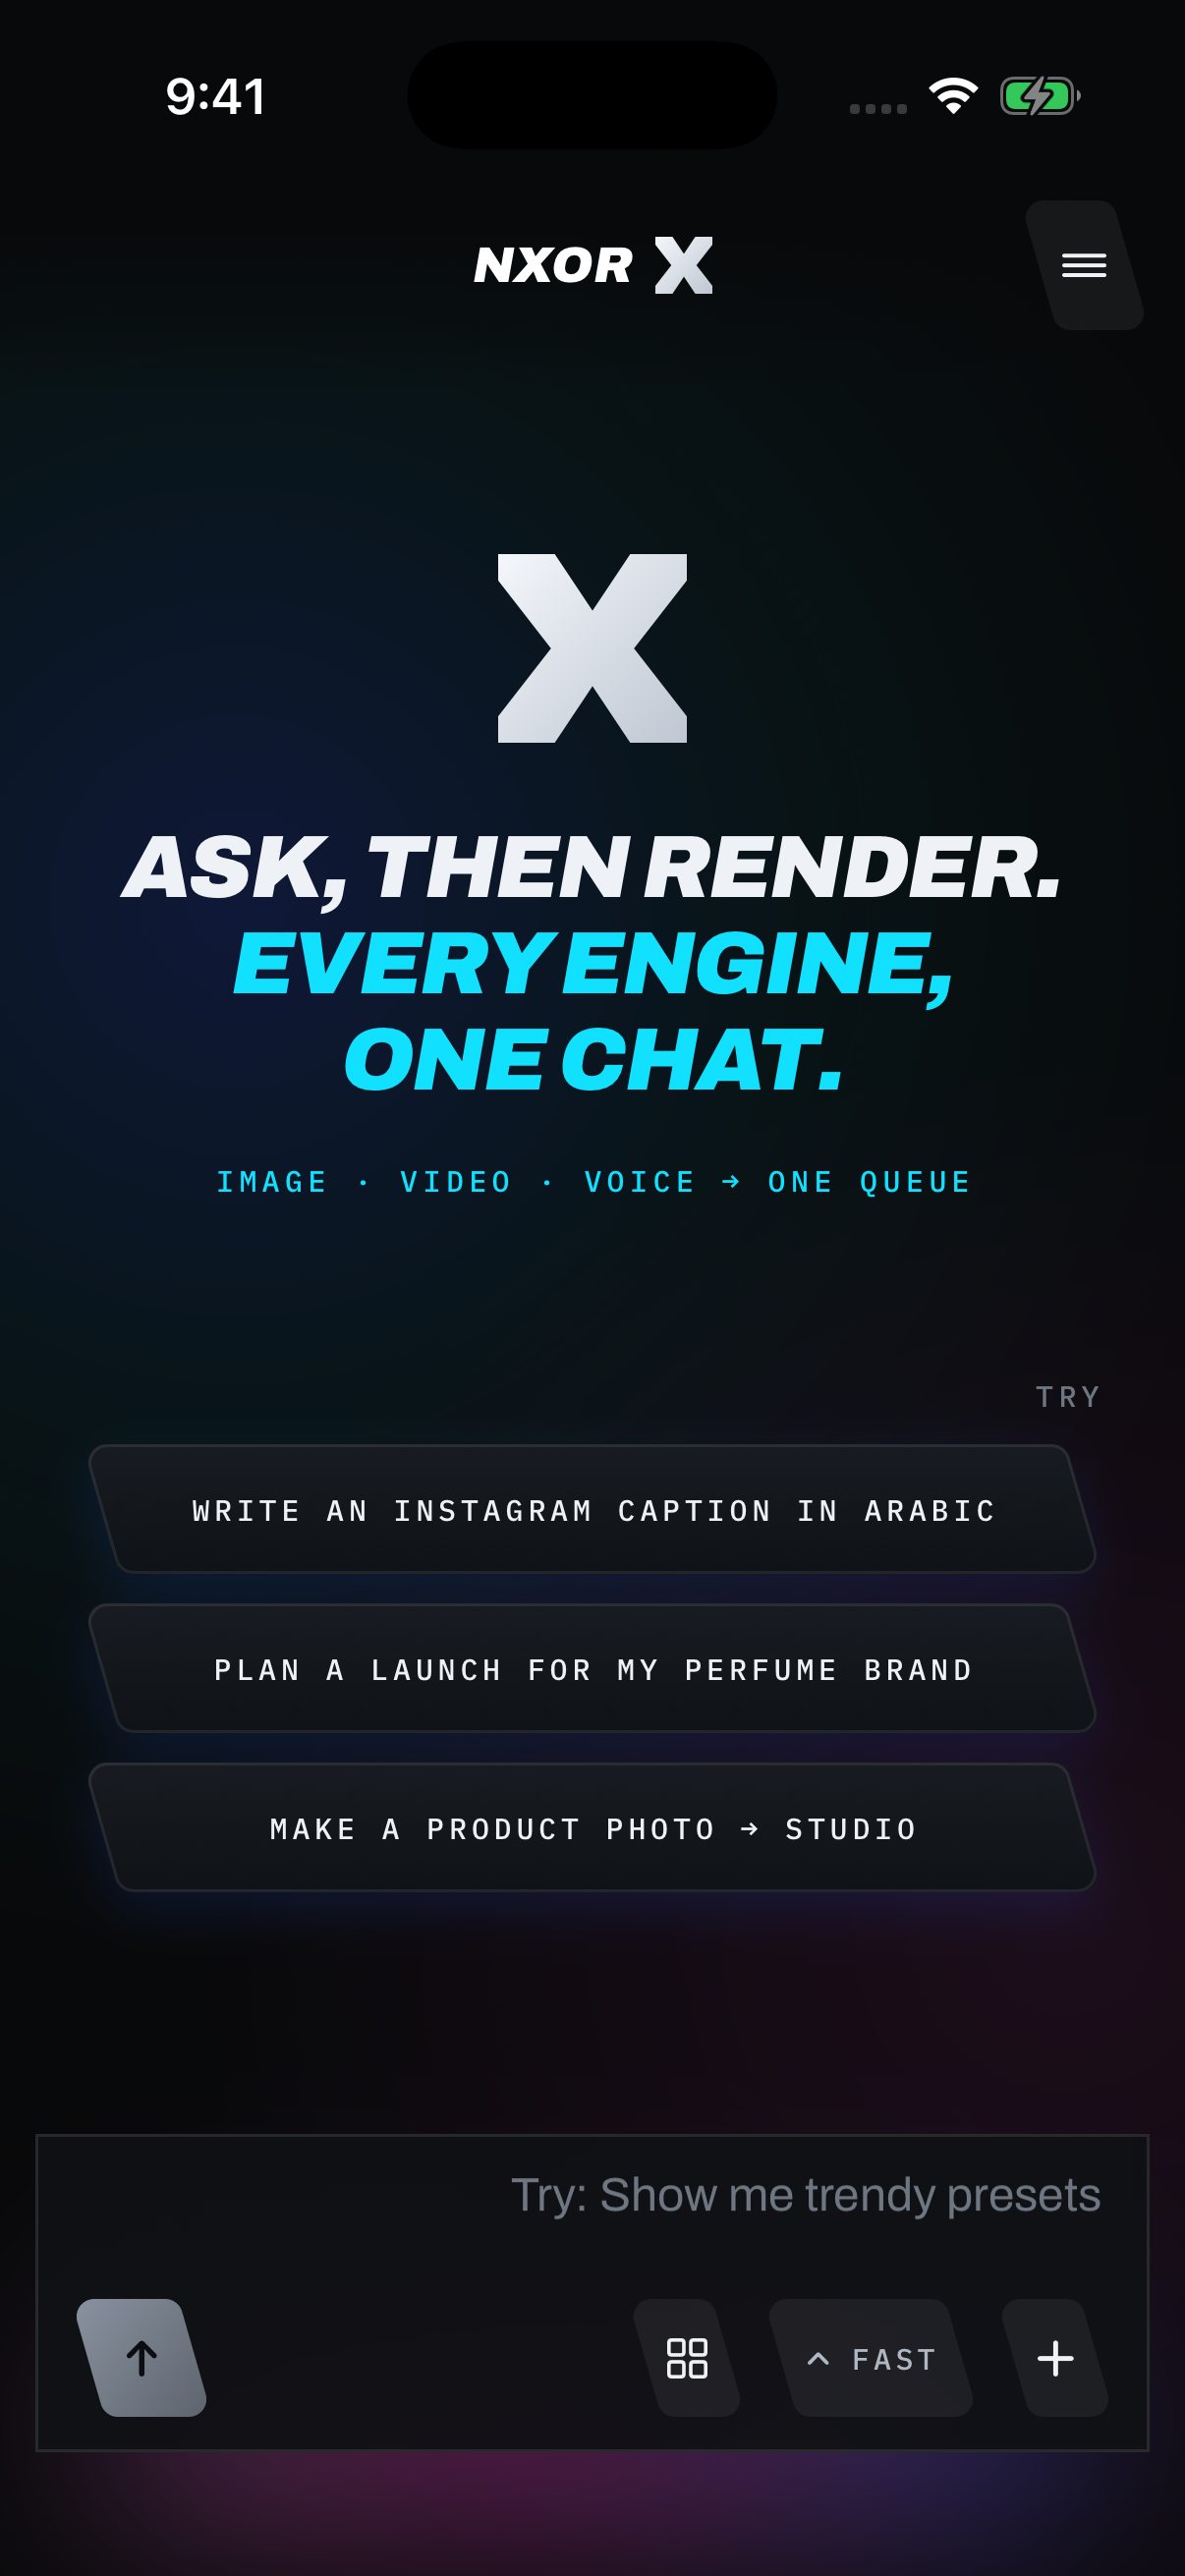 9:41
NXOR X
X
ASK, THEN RENDER.
EVERY ENGINE,
ONE CHAT.
IMAGE · VIDEO · VOICE → ONE QUEUE
TRY
WRITE AN INSTAGRAM CAPTION IN ARABIC
PLAN A LAUNCH FOR MY PERFUME BRAND
MAKE A PRODUCT PHOTO → STUDIO
Try: Show me trendy presets
FAST